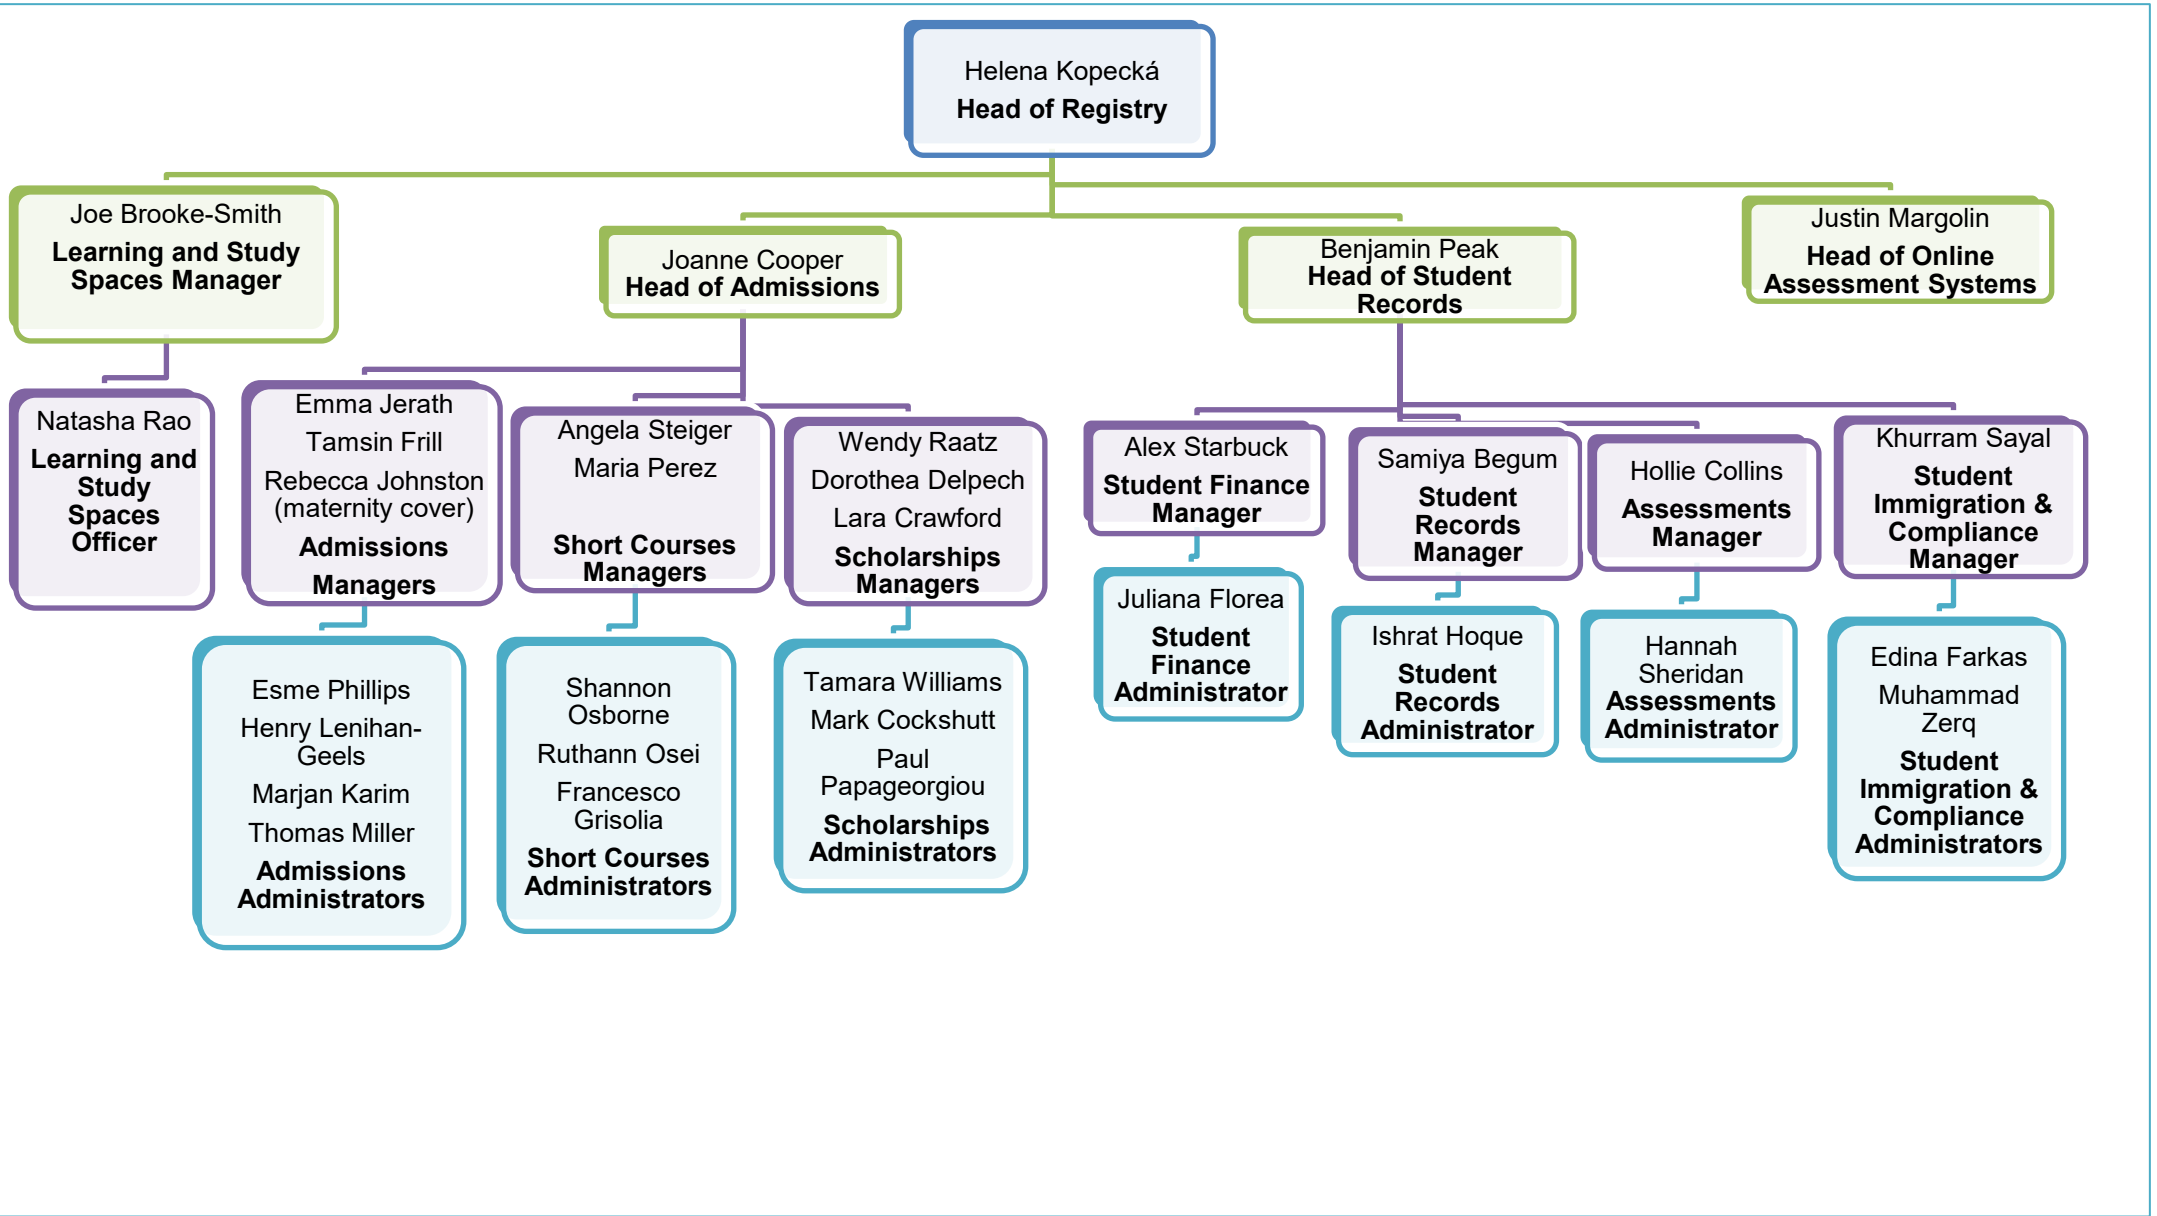 Helena Kopecká
Head of Registry
Joe Brooke-Smith
Learning and Study
Spaces Manager
Joanne Cooper
Head of Admissions
Benjamin Peak
Head of Student
Records
Justin Margolin
Head of Online
Assessment Systems
Natasha Rao
Learning and
Study
Spaces
Officer
Emma Jerath
Tamsin Frill
Rebecca Johnston
(maternity cover)
Admissions
Managers
Angela Steiger
Maria Perez
Short Courses
Managers
Wendy Raatz
Dorothea Delpech
Lara Crawford
Scholarships
Managers
Alex Starbuck
Student Finance
Manager
Samiya Begum
Student
Records
Manager
Hollie Collins
Assessments
Manager
Khurram Sayal
Student
Immigration &
Compliance
Manager
Esme Phillips
Henry Lenihan-
Geels
Marjan Karim
Thomas Miller
Admissions
Administrators
Shannon
Osborne
Ruthann Osei
Francesco
Grisolia
Short Courses
Administrators
Tamara Williams
Mark Cockshutt
Paul
Papageorgiou
Scholarships
Administrators
Juliana Florea
Student
Finance
Administrator
Ishrat Hoque
Student
Records
Administrator
Hannah
Sheridan
Assessments
Administrator
Edina Farkas
Muhammad
Zerq
Student
Immigration &
Compliance
Administrators